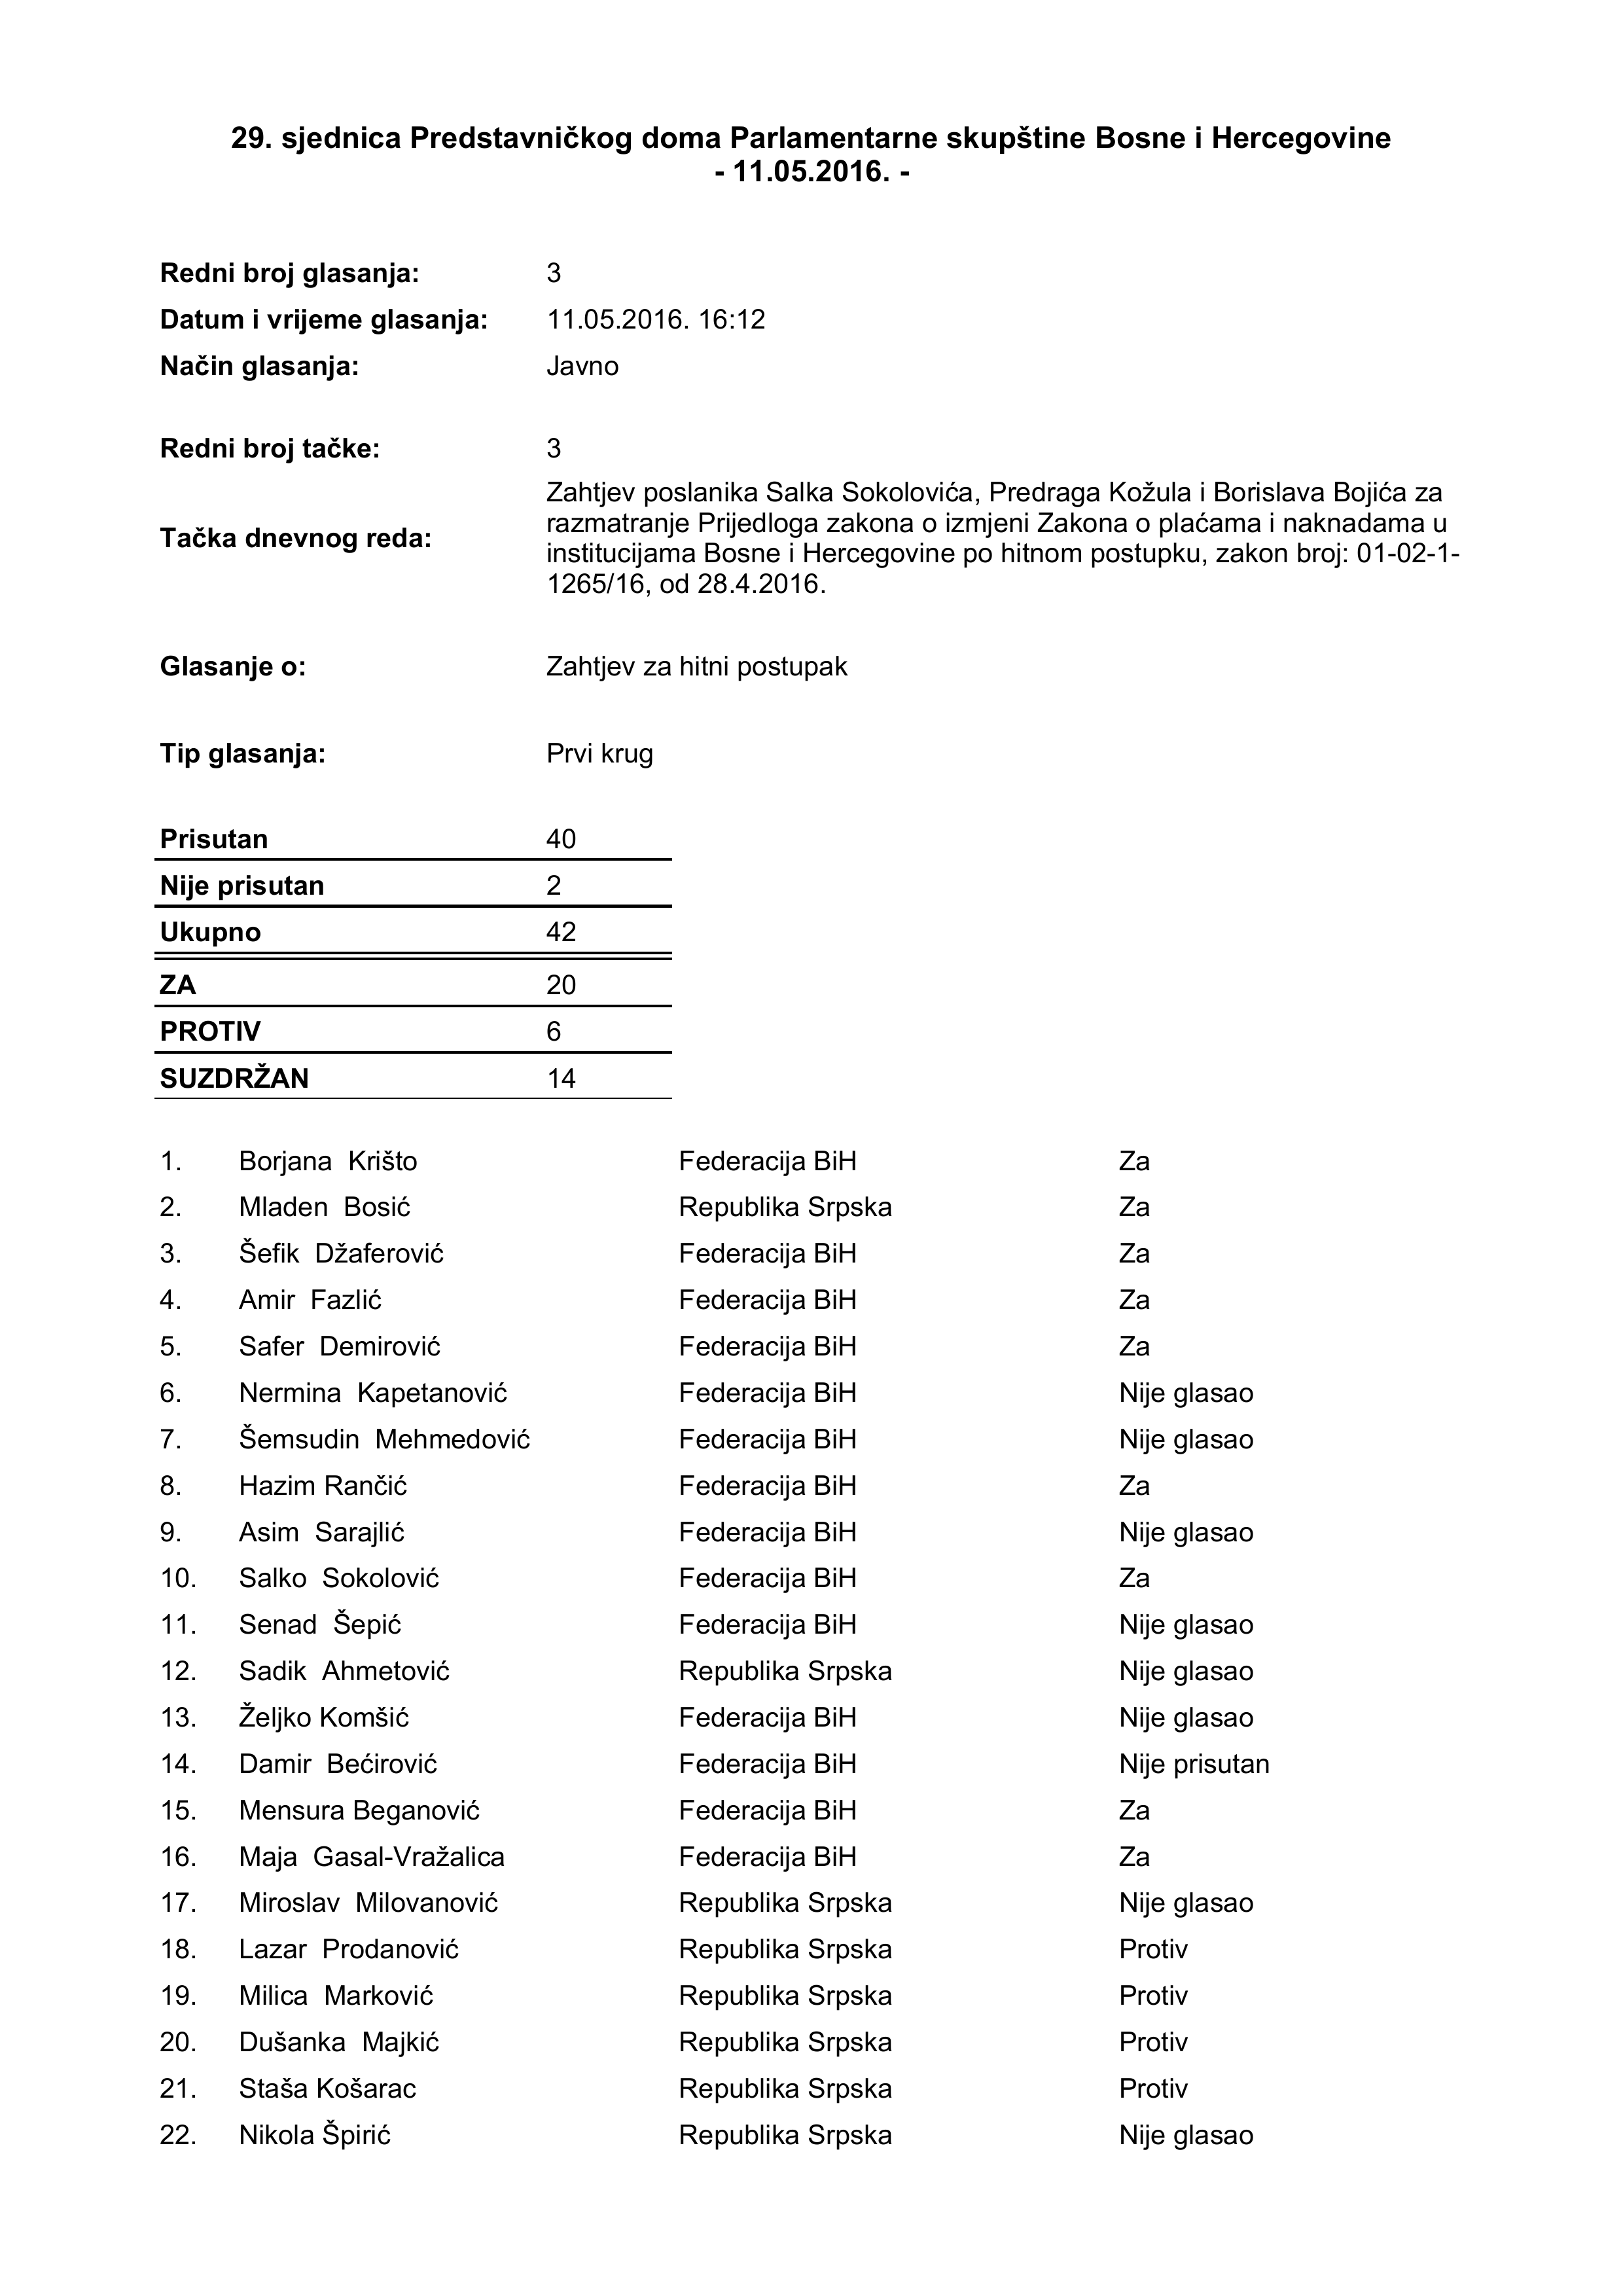 29. sjednica Predstavničkog doma Parlamentarne skupštine Bosne i Hercegovine
- 11.05.2016. -
Redni broj glasanja: 3
Datum i vrijeme glasanja: 11.05.2016. 16:12
Način glasanja: Javno
Redni broj tačke: 3
Tačka dnevnog reda:
Zahtjev poslanika Salka Sokolovića, Predraga Kožula i Borislava Bojića za
razmatranje Prijedloga zakona o izmjeni Zakona o plaćama i naknadama u
institucijama Bosne i Hercegovine po hitnom postupku, zakon broj: 01-02-1-
1265/16, od 28.4.2016.
Glasanje o: Zahtjev za hitni postupak
Tip glasanja: Prvi krug
Prisutan 40
Nije prisutan 2
Ukupno 42
ZA 20
PROTIV 6
SUZDRŽAN 14
1. Borjana Krišto Federacija BiH Za
2. Mladen Bosić Republika Srpska Za
3. Šefik Džaferović Federacija BiH Za
4. Amir Fazlić Federacija BiH Za
5. Safer Demirović Federacija BiH Za
6. Nermina Kapetanović Federacija BiH Nije glasao
7. Šemsudin Mehmedović Federacija BiH Nije glasao
8. Hazim Rančić Federacija BiH Za
9. Asim Sarajlić Federacija BiH Nije glasao
10. Salko Sokolović Federacija BiH Za
11. Senad Šepić Federacija BiH Nije glasao
12. Sadik Ahmetović Republika Srpska Nije glasao
13. Željko Komšić Federacija BiH Nije glasao
14. Damir Bećirović Federacija BiH Nije prisutan
15. Mensura Beganović Federacija BiH Za
16. Maja Gasal-Vražalica Federacija BiH Za
17. Miroslav Milovanović Republika Srpska Nije glasao
18. Lazar Prodanović Republika Srpska Protiv
19. Milica Marković Republika Srpska Protiv
20. Dušanka Majkić Republika Srpska Protiv
21. Staša Košarac Republika Srpska Protiv
22. Nikola Špirić Republika Srpska Nije glasao